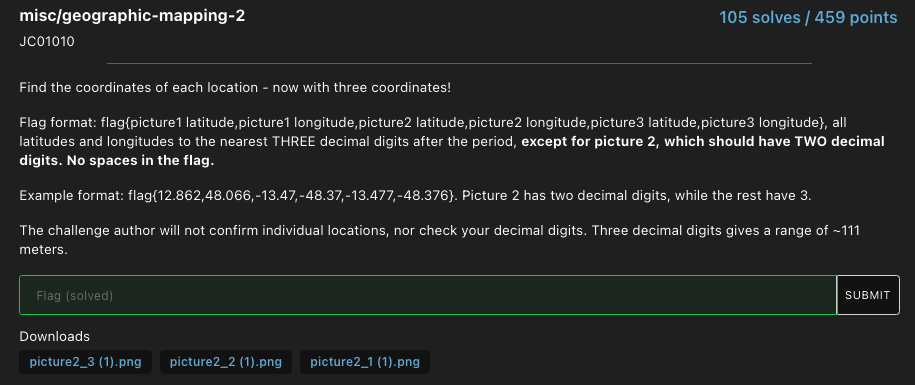 misc/geographic-mapping-2
105 solves / 459 points
JC01010
Find the coordinates of each location - now with three coordinates!
Flag format: flag{picture1 latitude,picture1 longitude,picture2 latitude,picture2 longitude,picture3 latitude,picture3 longitude}, all
latitudes and longitudes to the nearest THREE decimal digits after the period, except for picture 2, which should have TWO decimal
digits. No spaces in the flag.
Example format: flag{12.862,48.066,-13.47,-48.37,-13.477,-48.376}. Picture 2 has two decimal digits, while the rest have 3.
The challenge author will not confirm individual locations, nor check your decimal digits. Three decimal digits gives a range of ~111
meters.
Flag (solved)
SUBMIT
Downloads
picture2_3 (1).png
picture2_2 (1).png
picture2_1 (1).png